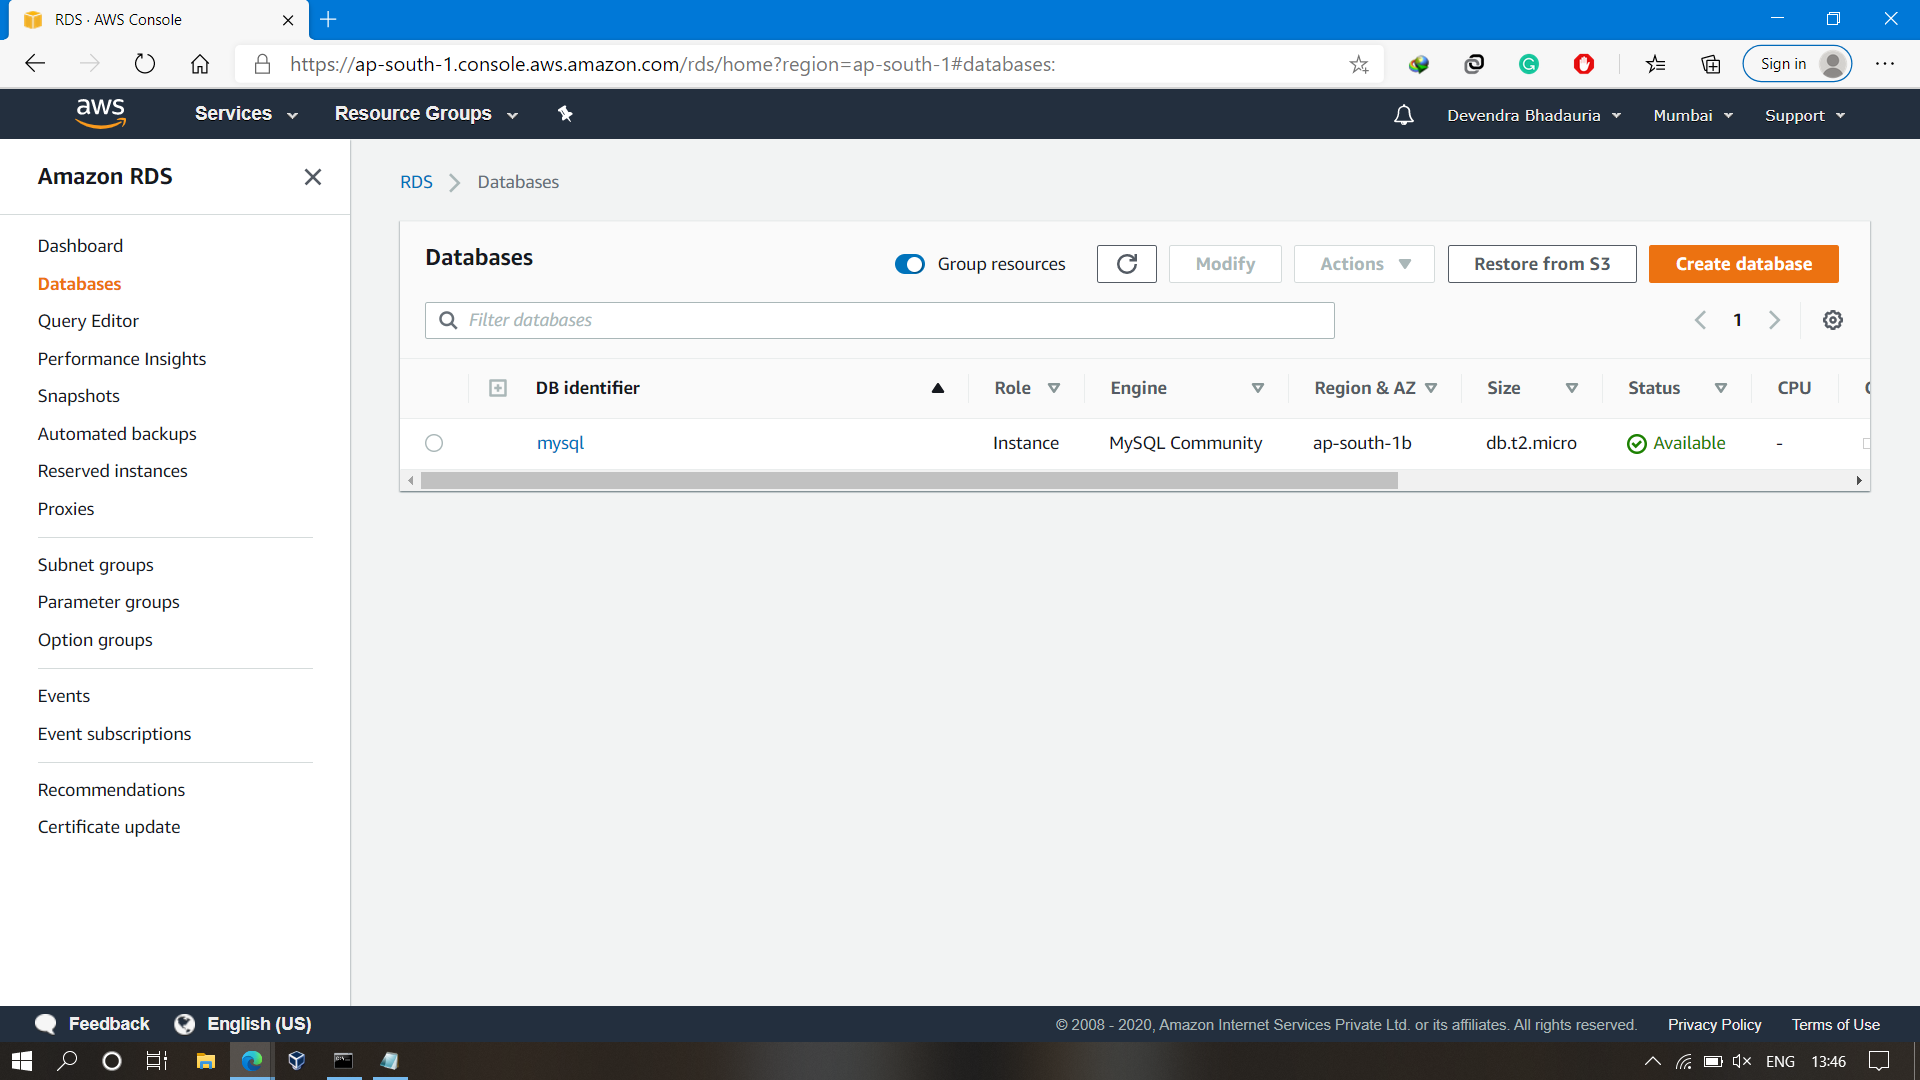 RDS · AWS Console
https://ap-south-1.console.aws.amazon.com/rds/home?region=ap-south-1#databases:
Sign in
aws
Services
Resource Groups
Devendra Bhadauria
Mumbai
Support
Amazon RDS
Dashboard
Databases
Query Editor
Performance Insights
Snapshots
Automated backups
Reserved instances
Proxies
Subnet groups
Parameter groups
Option groups
Events
Event subscriptions
Recommendations
Certificate update
RDS
Databases
Databases
Group resources
Modify
Actions
Restore from S3
Create database
Filter databases
1
DB identifier Role Engine Region & AZ Size Status CPU
mysql Instance MySQL Community ap-south-1b db.t2.micro Available -
Feedback
English (US)
© 2008 - 2020, Amazon Internet Services Private Ltd. or its affiliates. All rights reserved.
Privacy Policy
Terms of Use
ENG
13:46